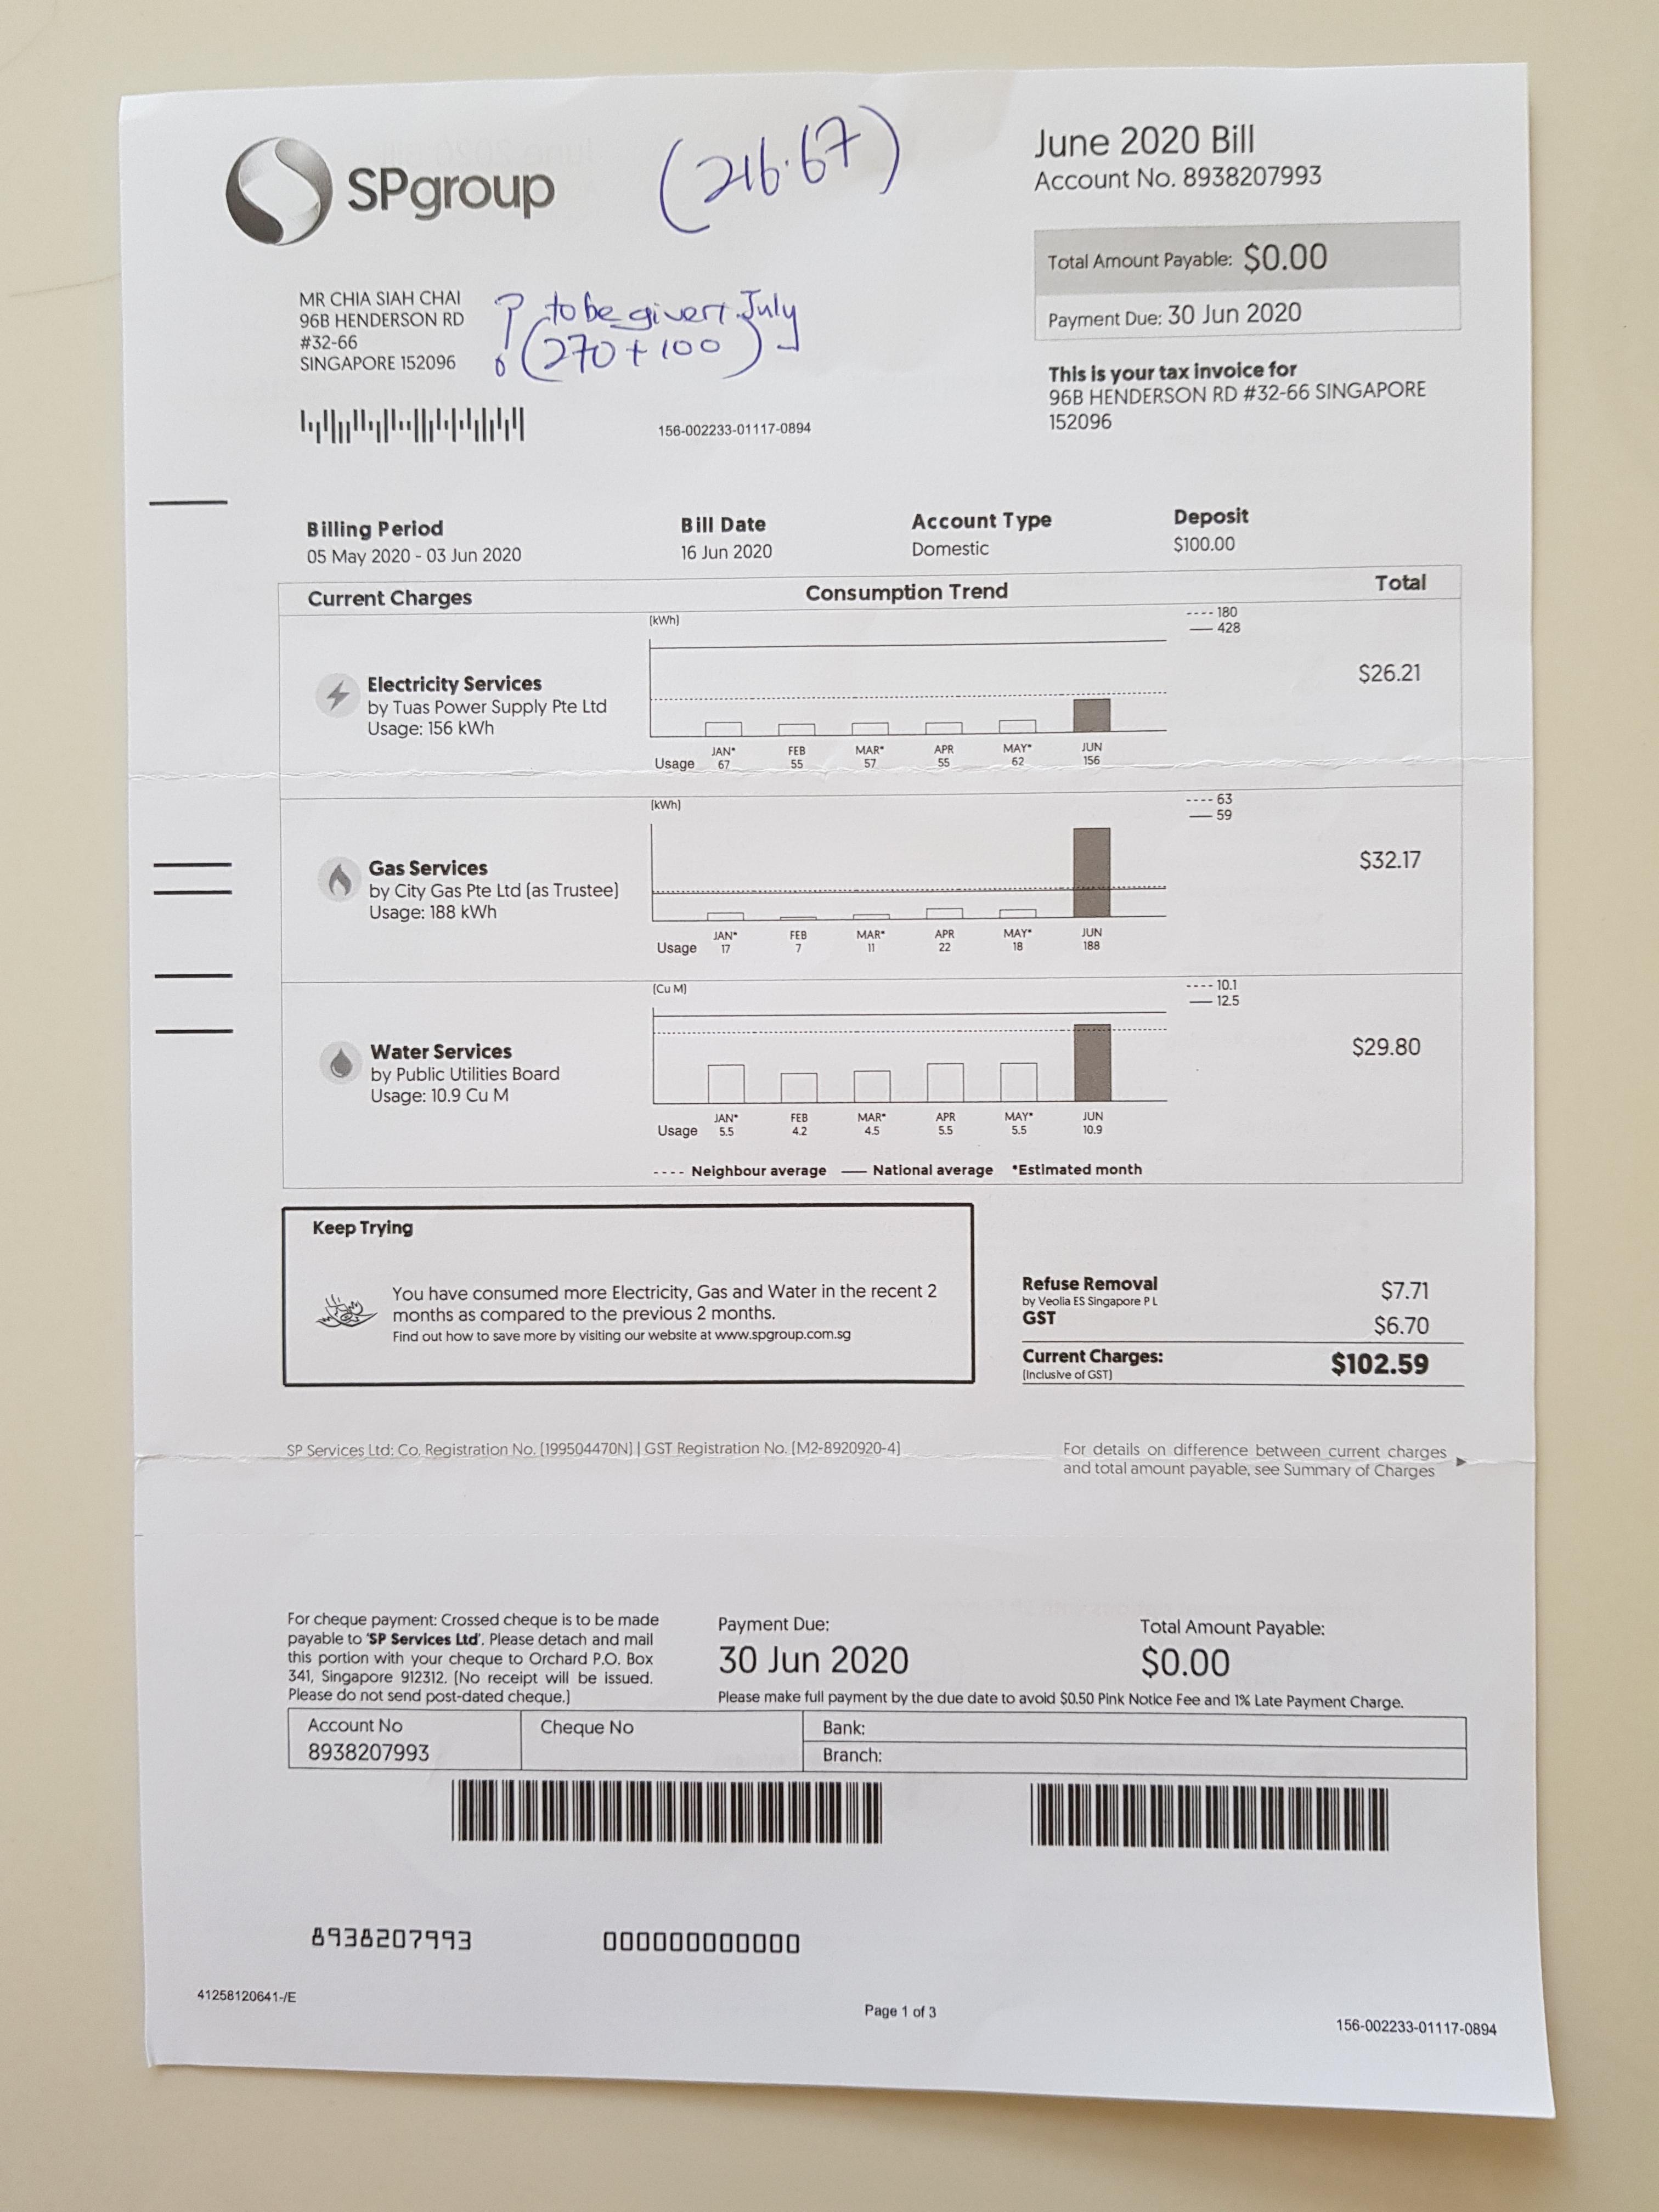 SPgroup
(216.67)
June 2020 Bill
Account No. 8938207993
Total Amount Payable: $0.00
Payment Due: 30 Jun 2020
MR CHIA SIAH CHAI
96B HENDERSON RD
#32-66
SINGAPORE 152096
? to be given July
(270 + 100)
This is your tax invoice for
96B HENDERSON RD #32-66 SINGAPORE
152096
156-002233-01117-0894
Billing Period
05 May 2020 - 03 Jun 2020
Bill Date
16 Jun 2020
Account Type
Domestic
Deposit
$100.00
Current Charges Consumption Trend Total
(kWh)
---- 180
— 428
Electricity Services
by Tuas Power Supply Pte Ltd
Usage: 156 kWh
$26.21
JAN* FEB MAR* APR MAY* JUN
Usage 67 55 57 55 62 156
(kWh)
---- 63
— 59
Gas Services
by City Gas Pte Ltd (as Trustee)
Usage: 188 kWh
$32.17
JAN* FEB MAR* APR MAY* JUN
Usage 17 7 11 22 18 188
(Cu M)
---- 10.1
— 12.5
Water Services
by Public Utilities Board
Usage: 10.9 Cu M
$29.80
JAN* FEB MAR* APR MAY* JUN
Usage 5.5 4.2 4.5 5.5 5.5 10.9
---- Neighbour average — National average *Estimated month
Keep Trying
You have consumed more Electricity, Gas and Water in the recent 2
months as compared to the previous 2 months.
Find out how to save more by visiting our website at www.spgroup.com.sg
Refuse Removal $7.71
by Veolia ES Singapore P L
GST $6.70
Current Charges: $102.59
(Inclusive of GST)
SP Services Ltd: Co. Registration No. (199504470N) | GST Registration No. (M2-8920920-4)
For details on difference between current charges
and total amount payable, see Summary of Charges
For cheque payment: Crossed cheque is to be made
payable to 'SP Services Ltd'. Please detach and mail
this portion with your cheque to Orchard P.O. Box
341, Singapore 912312. (No receipt will be issued.
Please do not send post-dated cheque.)
Payment Due:
30 Jun 2020
Total Amount Payable:
$0.00
Please make full payment by the due date to avoid $0.50 Pink Notice Fee and 1% Late Payment Charge.
Account No
8938207993
Cheque No
Bank:
Branch:
8938207993 000000000000
41258120641-/E
Page 1 of 3
156-002233-01117-0894